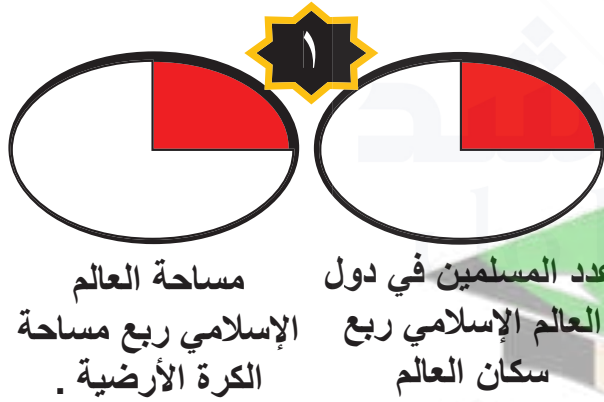 ١
عدد المسلمين في دول
العالم الإسلامي ربع
سكان العالم
مساحة العالم
الإسلامي ربع مساحة
الكرة الأرضية .